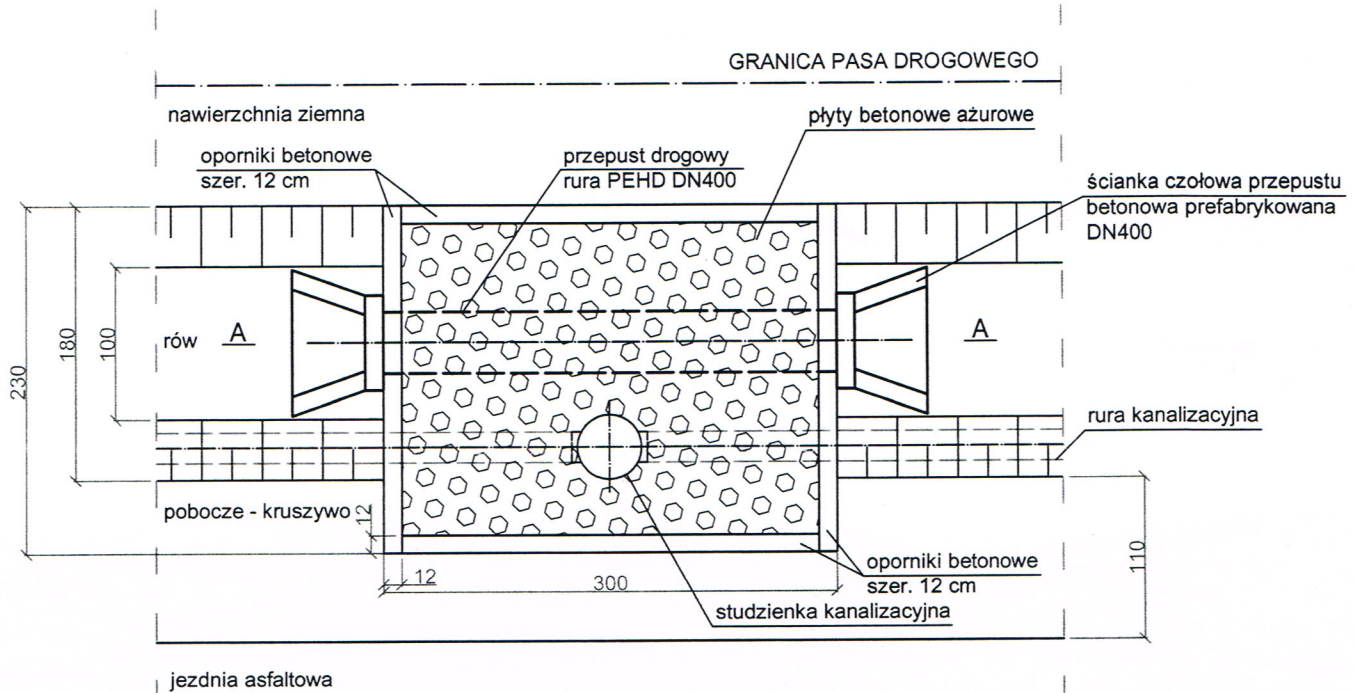 GRANICA PASA DROGOWEGO
nawierzchnia ziemna
płyty betonowe ażurowe
oporniki betonowe
szer. 12 cm
przepust drogowy
rura PEHD DN400
ścianka czołowa przepustu
betonowa prefabrykowana
DN400
230
180
100
rów
A
A
rura kanalizacyjna
pobocze - kruszywo
12
12
300
oporniki betonowe
szer. 12 cm
110
studzienka kanalizacyjna
jezdnia asfaltowa